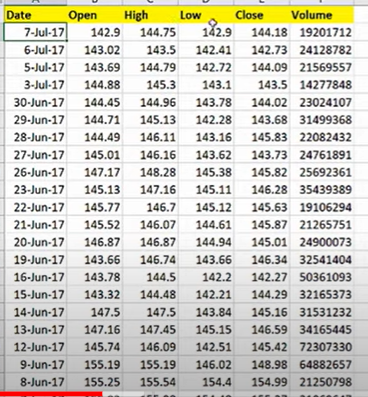 Date Open High Low Close Volume
7-Jul-17 142.9 144.75 142.9 144.18 19201712
6-Jul-17 143.02 143.5 142.41 142.73 24128782
5-Jul-17 143.69 144.79 142.72 144.09 21569557
3-Jul-17 144.88 145.3 143.1 143.5 14277848
30-Jun-17 144.45 144.96 143.78 144.02 23024107
29-Jun-17 144.71 145.13 142.28 143.68 31499368
28-Jun-17 144.49 146.11 143.16 145.83 22082432
27-Jun-17 145.01 146.16 143.62 143.73 24761891
26-Jun-17 147.17 148.28 145.38 145.82 25692361
23-Jun-17 145.13 147.16 145.11 146.28 35439389
22-Jun-17 145.77 146.7 145.12 145.63 19106294
21-Jun-17 145.52 146.07 144.61 145.87 21265751
20-Jun-17 146.87 146.87 144.94 145.01 24900073
19-Jun-17 143.66 146.74 143.66 146.34 32541404
16-Jun-17 143.78 144.5 142.2 142.27 50361093
15-Jun-17 143.32 144.48 142.21 144.29 32165373
14-Jun-17 147.5 147.5 143.84 145.16 31531232
13-Jun-17 147.16 147.45 145.15 146.59 34165445
12-Jun-17 145.74 146.09 142.51 145.42 72307330
9-Jun-17 155.19 155.19 146.02 148.98 64882657
8-Jun-17 155.25 155.54 154.4 154.99 21250798